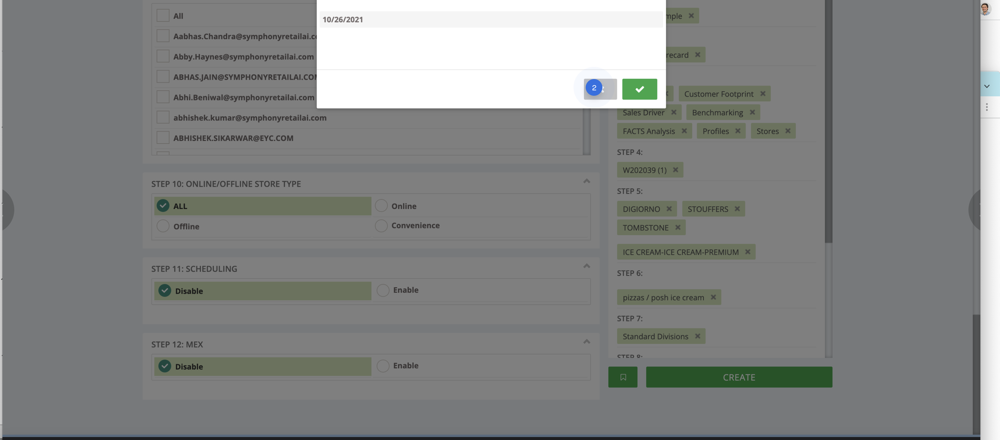 All
Aabhas.Chandra@symphonyretailai.c
Abby.Haynes@symphonyretailai.com
ABHAS.JAIN@SYMPHONYRETAILAI.CO
Abhi.Beniwal@symphonyretailai.com
abhishek.kumar@symphonyretailai.com
ABHISHEK.SIKARWAR@EYC.COM
10/26/2021
2
STEP 10: ONLINE/OFFLINE STORE TYPE
ALL
Online
Offline
Convenience
STEP 11: SCHEDULING
Disable
Enable
STEP 12: MEX
Disable
Enable
mple
recard
Customer Footprint
Sales Driver
Benchmarking
FACTS Analysis
Profiles
Stores
STEP 4:
W202039 (1)
STEP 5:
DIGIORNO
STOUFFERS
TOMBSTONE
ICE CREAM-ICE CREAM-PREMIUM
STEP 6:
pizzas / posh ice cream
STEP 7:
Standard Divisions
STEP 8:
CREATE